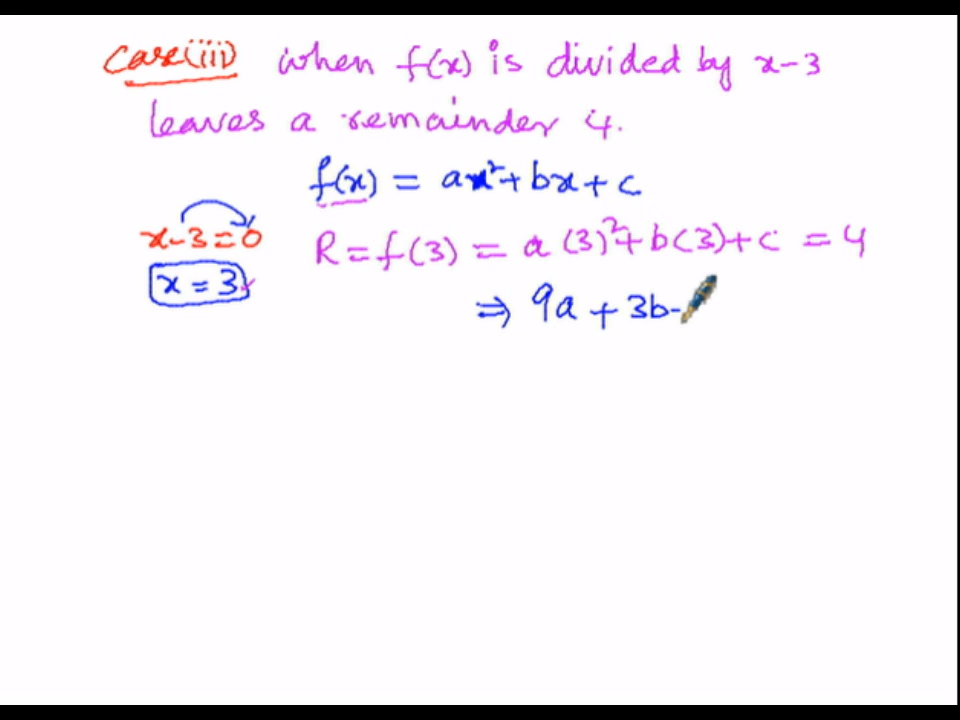 Case(iii) when f(x) is divided by x-3
leaves a remainder 4.
f(x) = ax²+bx+c
x-3=0 R=f(3) = a(3)²+b(3)+c = 4
x = 3
⇒ 9a + 3b-